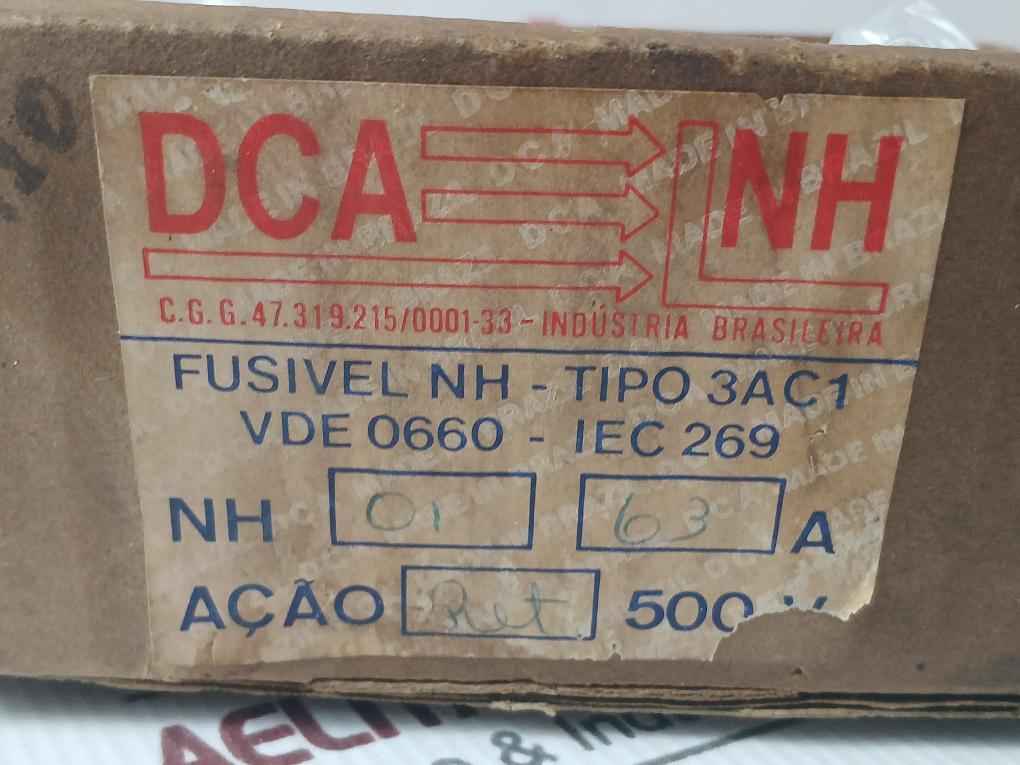 DCA NH
C.G.G.47.319.215/0001-33 - INDÚSTRIA BRASILEIRA
FUSIVEL NH - TIPO 3AC1
VDE 0660 - IEC 269
NH 01 63 A
AÇÃO Ret. 500 V
& Indu